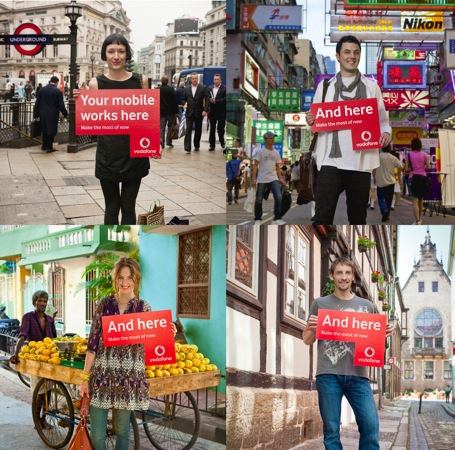 UNDERGROUND
SUBWAY
Your mobile
works here
Make the most of now
vodafone
Nikon
And here
Make the most of now
vodafone
And here
Make the most of now
vodafone
And here
Make the most of now
vodafone